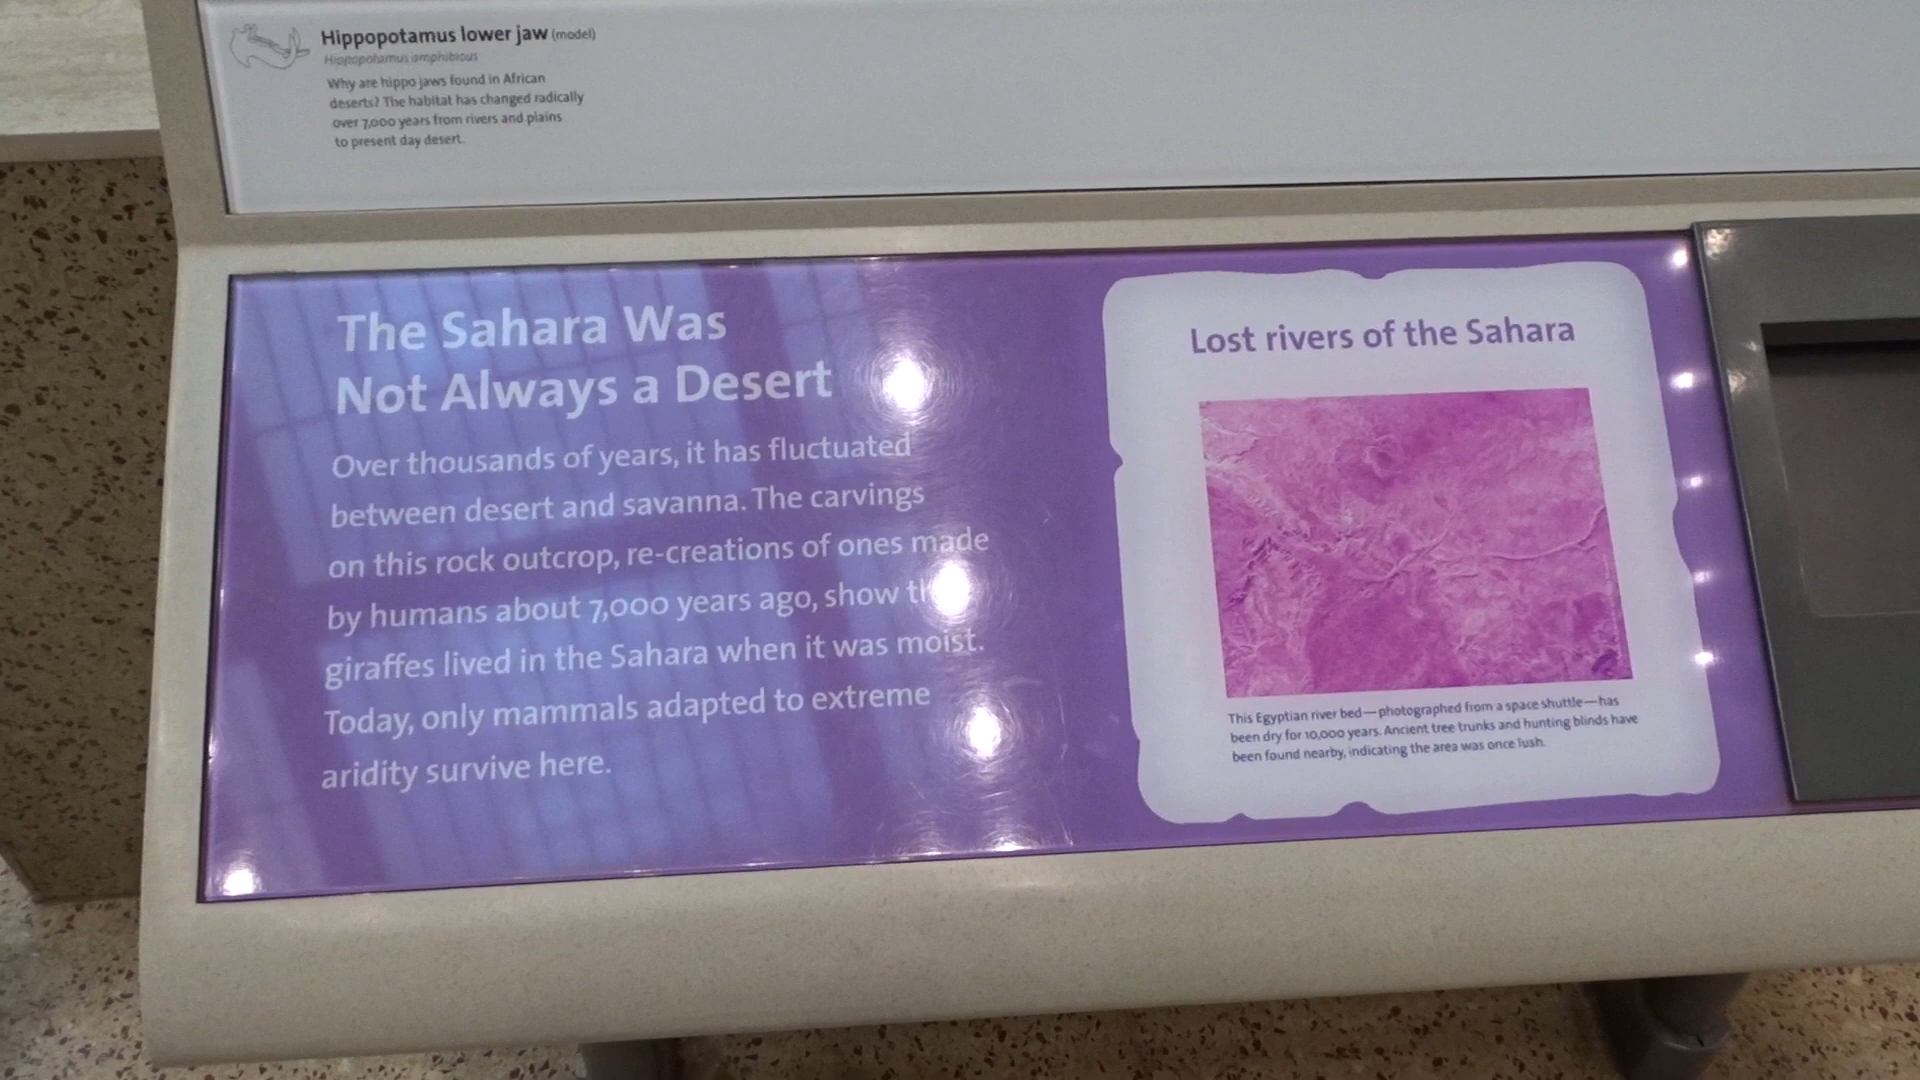 Hippopotamus lower jaw (model)
Hippopotamus amphibious
Why are hippo jaws found in African
deserts? The habitat has changed radically
over 7,000 years from rivers and plains
to present day desert.
The Sahara Was
Not Always a Desert
Over thousands of years, it has fluctuated
between desert and savanna. The carvings
on this rock outcrop, re-creations of ones made
by humans about 7,000 years ago, show
giraffes lived in the Sahara when it was moist.
Today, only mammals adapted to extreme
aridity survive here.
Lost rivers of the Sahara
This Egyptian river bed—photographed from a space shuttle—has
been dry for 10,000 years. Ancient tree trunks and hunting blinds have
been found nearby, indicating the area was once lush.